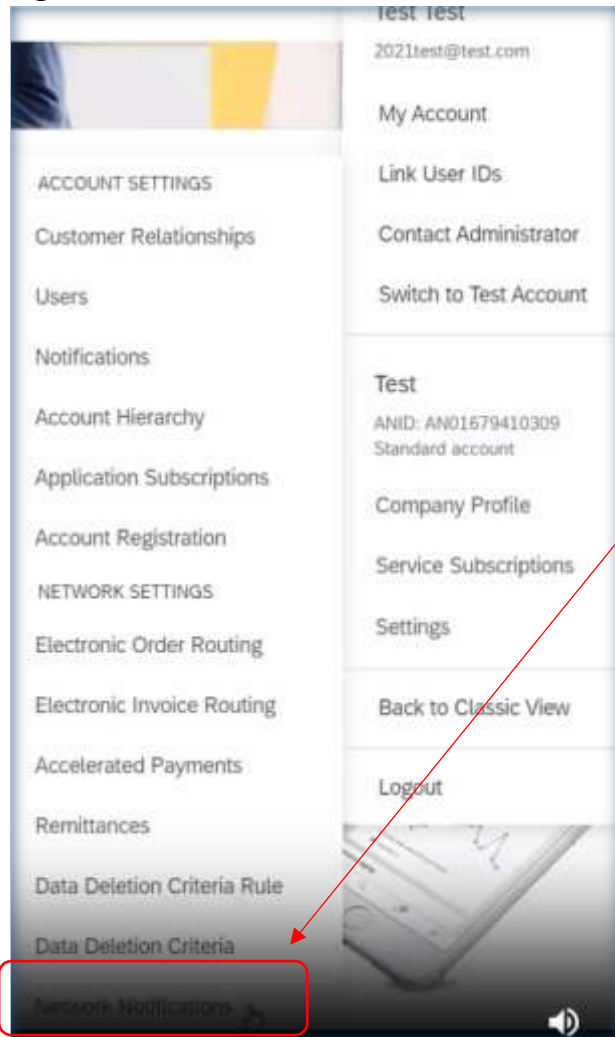 ACCOUNT SETTINGS
Customer Relationships
Users
Notifications
Account Hierarchy
Application Subscriptions
Account Registration
NETWORK SETTINGS
Electronic Order Routing
Electronic Invoice Routing
Accelerated Payments
Remittances
Data Deletion Criteria Rule
Data Deletion Criteria
Network Notifications
Test Test
2021test@test.com
My Account
Link User IDs
Contact Administrator
Switch to Test Account
Test
ANID: AN01679410309
Standard account
Company Profile
Service Subscriptions
Settings
Back to Classic View
Logout